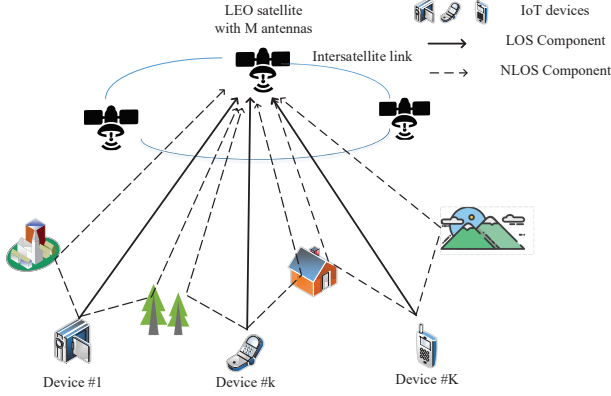 LEO satellite
with M antennas
IoT devices
LOS Component
Intersatellite link
NLOS Component
Device #1
Device #k
Device #K